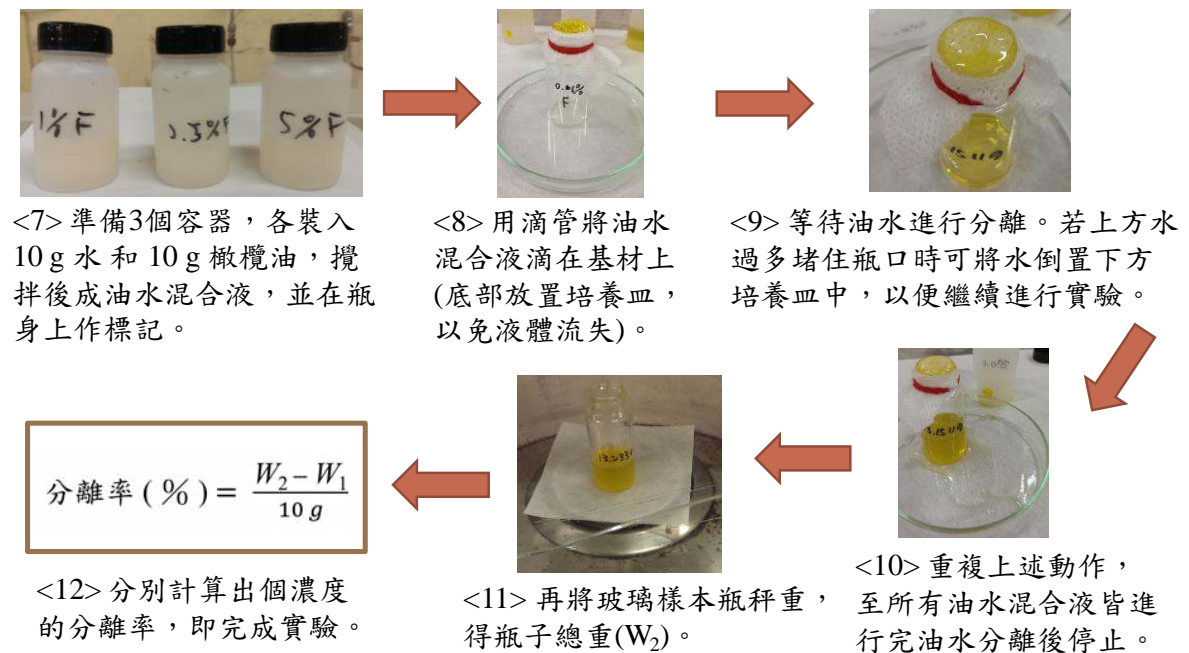 1% F
5% F
<7> 準備3個容器，各裝入
10 g 水 和 10 g 橄欖油，攪
拌後成油水混合液，並在瓶
身上作標記。
F
<8> 用滴管將油水
混合液滴在基材上
(底部放置培養皿，
以免液體流失)。
<9> 等待油水進行分離。若上方水
過多堵住瓶口時可將水倒置下方
培養皿中，以便繼續進行實驗。
0.075
<10> 重複上述動作，
至所有油水混合液皆進
行完油水分離後停止。
<11> 再將玻璃樣本瓶秤重，
得瓶子總重(W₂)。
分離率 ( % ) = (W₂ − W₁) / 10 g
<12> 分別計算出個濃度
的分離率，即完成實驗。